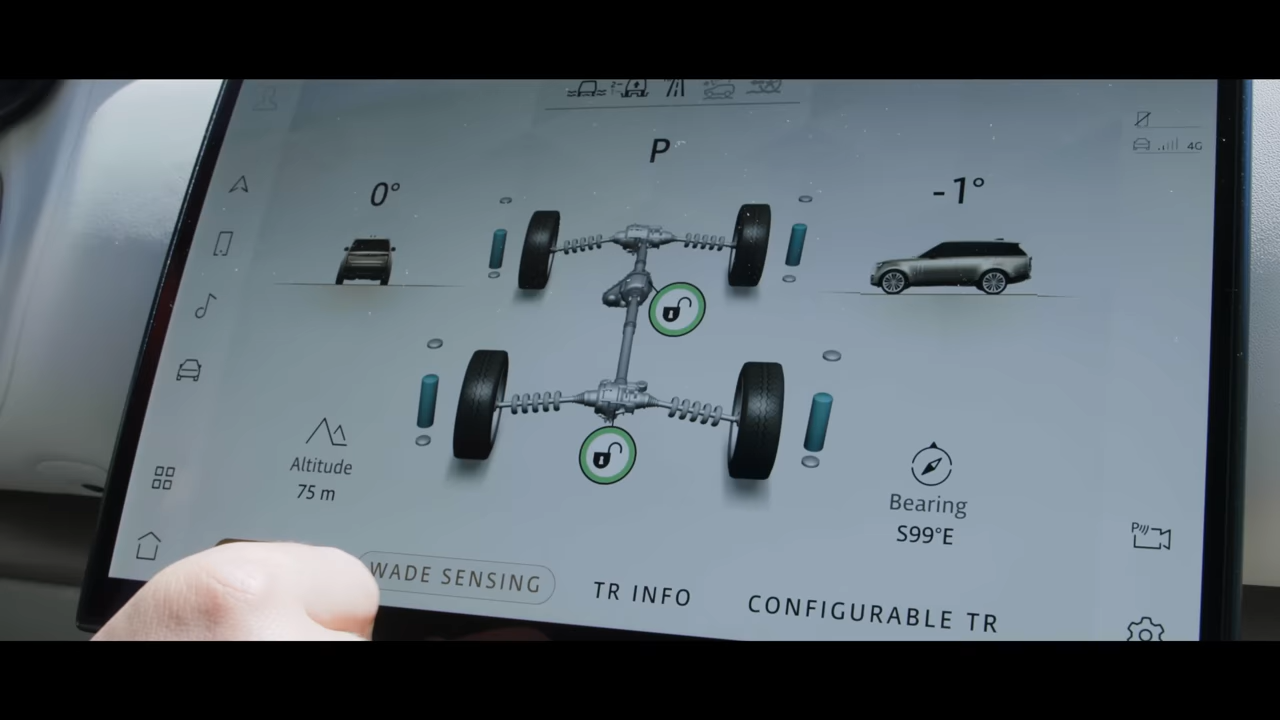 P
0°
-1°
4G
Altitude
75 m
Bearing
S99°E
P
WADE SENSING
TR INFO
CONFIGURABLE TR